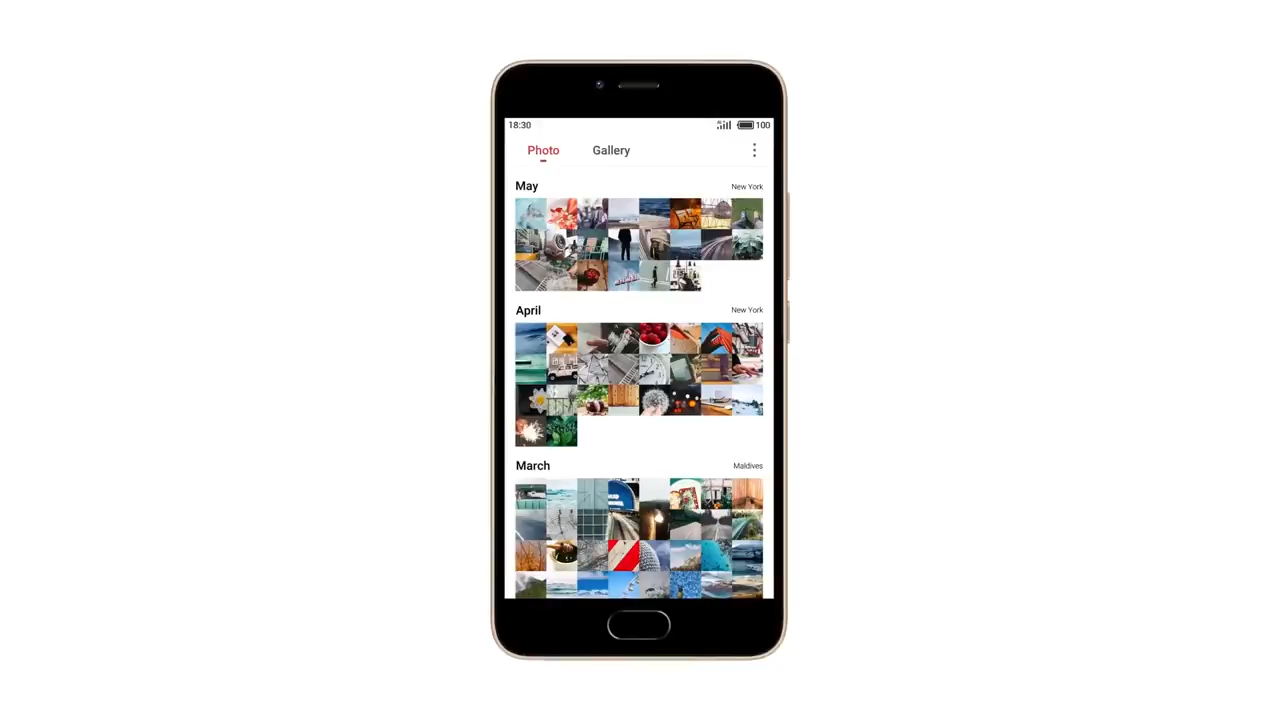 18:30 100
Photo Gallery
May New York
April New York
March Maldives